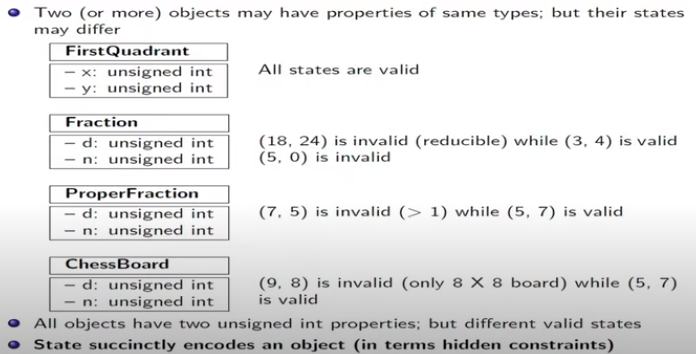 Two (or more) objects may have properties of same types; but their states
may differ
FirstQuadrant
– x: unsigned int
– y: unsigned int
All states are valid
Fraction
– d: unsigned int
– n: unsigned int
(18, 24) is invalid (reducible) while (3, 4) is valid
(5, 0) is invalid
ProperFraction
– d: unsigned int
– n: unsigned int
(7, 5) is invalid (> 1) while (5, 7) is valid
ChessBoard
– d: unsigned int
– n: unsigned int
(9, 8) is invalid (only 8 X 8 board) while (5, 7)
is valid
All objects have two unsigned int properties; but different valid states
State succinctly encodes an object (in terms hidden constraints)